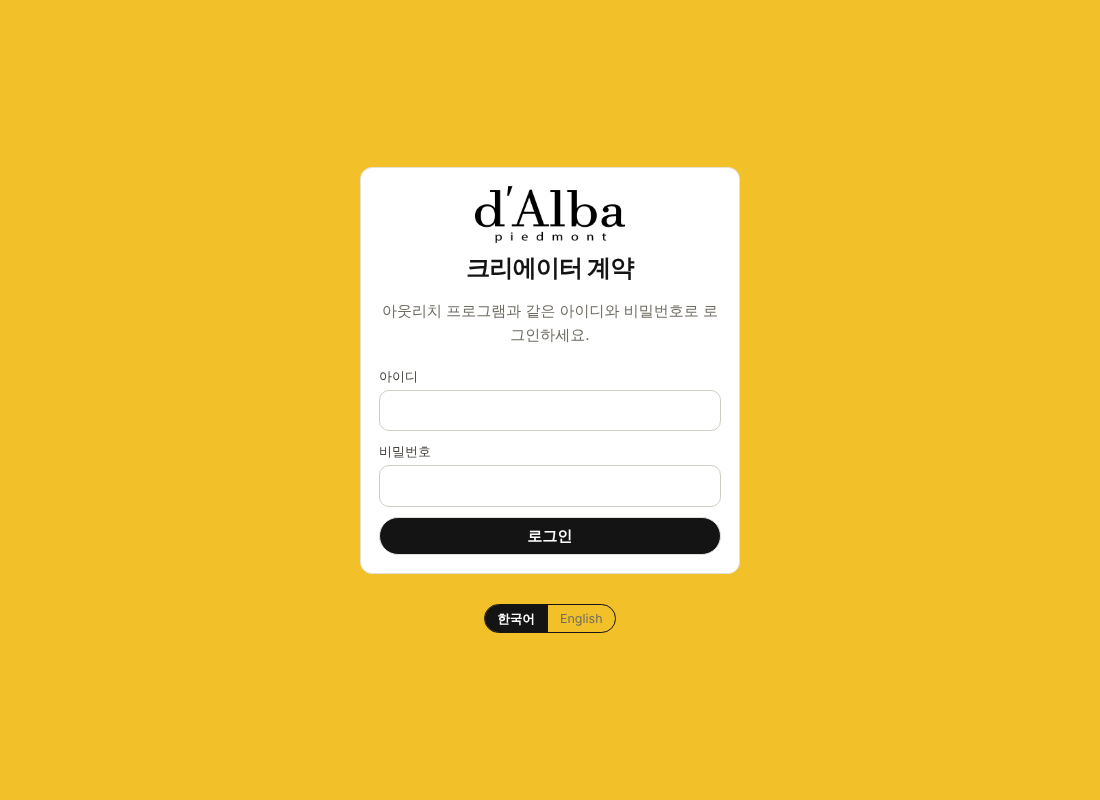 d'Alba
piedmont
크리에이터 계약
아웃리치 프로그램과 같은 아이디와 비밀번호로 로
그인하세요.
아이디
비밀번호
로그인
한국어 English